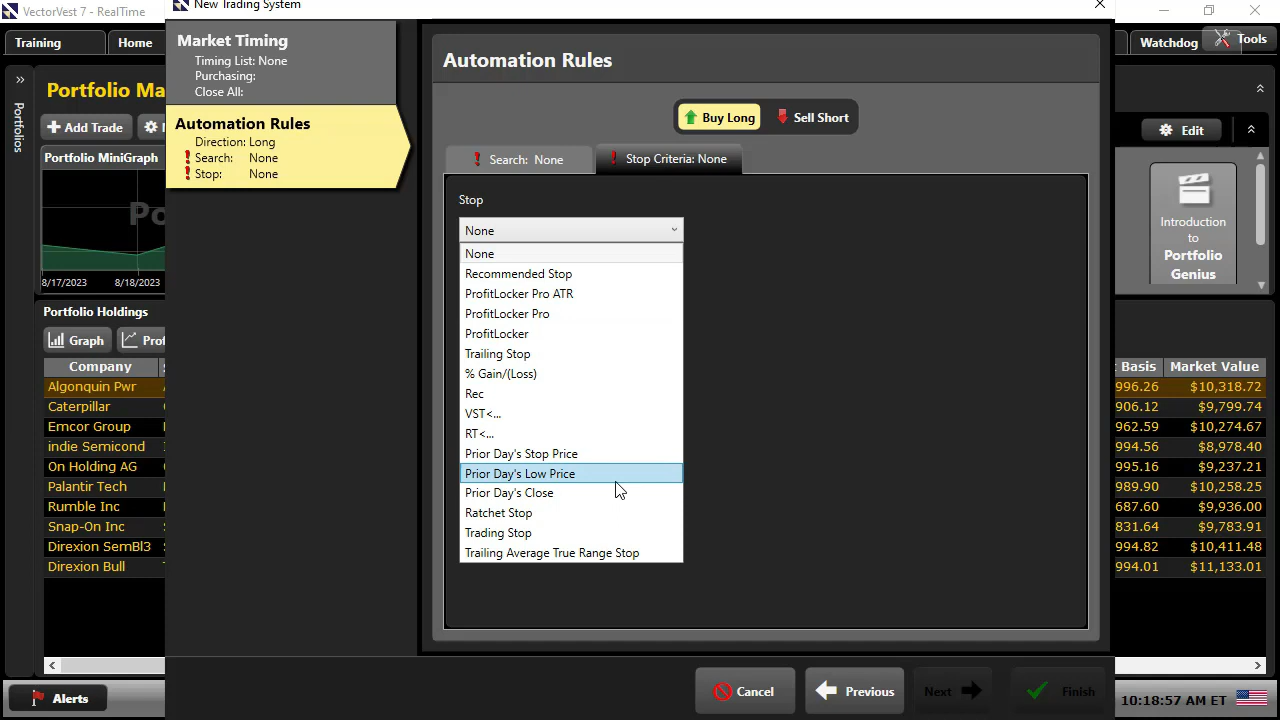 VectorVest 7 - RealTime
New Trading System
Training
Home
Watchdog
Tools
Portfolios
Portfolio Ma
Add Trade
Edit
Portfolio MiniGraph
Po
8/17/2023
8/18/2023
Introduction
to
Portfolio
Genius
Portfolio Holdings
Graph
Prof
Company
Basis
Market Value
Algonquin Pwr
996.26
$10,318.72
Caterpillar
906.12
$9,799.74
Emcor Group
962.59
$10,274.67
indie Semicond
994.56
$8,978.40
On Holding AG
995.16
$9,237.21
Palantir Tech
989.90
$10,258.25
Rumble Inc
687.60
$9,936.00
Snap-On Inc
831.64
$9,783.91
Direxion SemBl3
994.82
$10,411.48
Direxion Bull
994.01
$11,133.01
Alerts
10:18:57 AM ET
Market Timing
Timing List: None
Purchasing:
Close All:
Automation Rules
Direction: Long
Search: None
Stop: None
Automation Rules
Buy Long
Sell Short
Search: None
Stop Criteria: None
Stop
None
None
Recommended Stop
ProfitLocker Pro ATR
ProfitLocker Pro
ProfitLocker
Trailing Stop
% Gain/(Loss)
Rec
VST<...
RT<...
Prior Day's Stop Price
Prior Day's Low Price
Prior Day's Close
Ratchet Stop
Trading Stop
Trailing Average True Range Stop
Cancel
Previous
Next
Finish